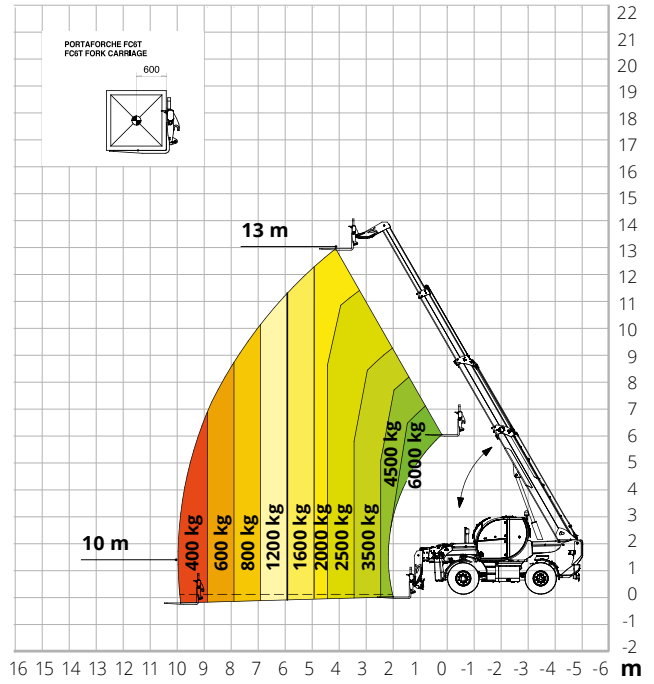 PORTAFORCHE FC6T
FC6T FORK CARRIAGE
600
22
21
20
19
18
17
16
15
14
13 m
13
12
11
10
9
8
7
6
5
4
3
2
1
0
-1
-2
10 m
400 kg
600 kg
800 kg
1200 kg
1600 kg
2000 kg
2500 kg
3500 kg
4500 kg
6000 kg
16 15 14 13 12 11 10 9 8 7 6 5 4 3 2 1 0 -1 -2 -3 -4 -5 -6 m